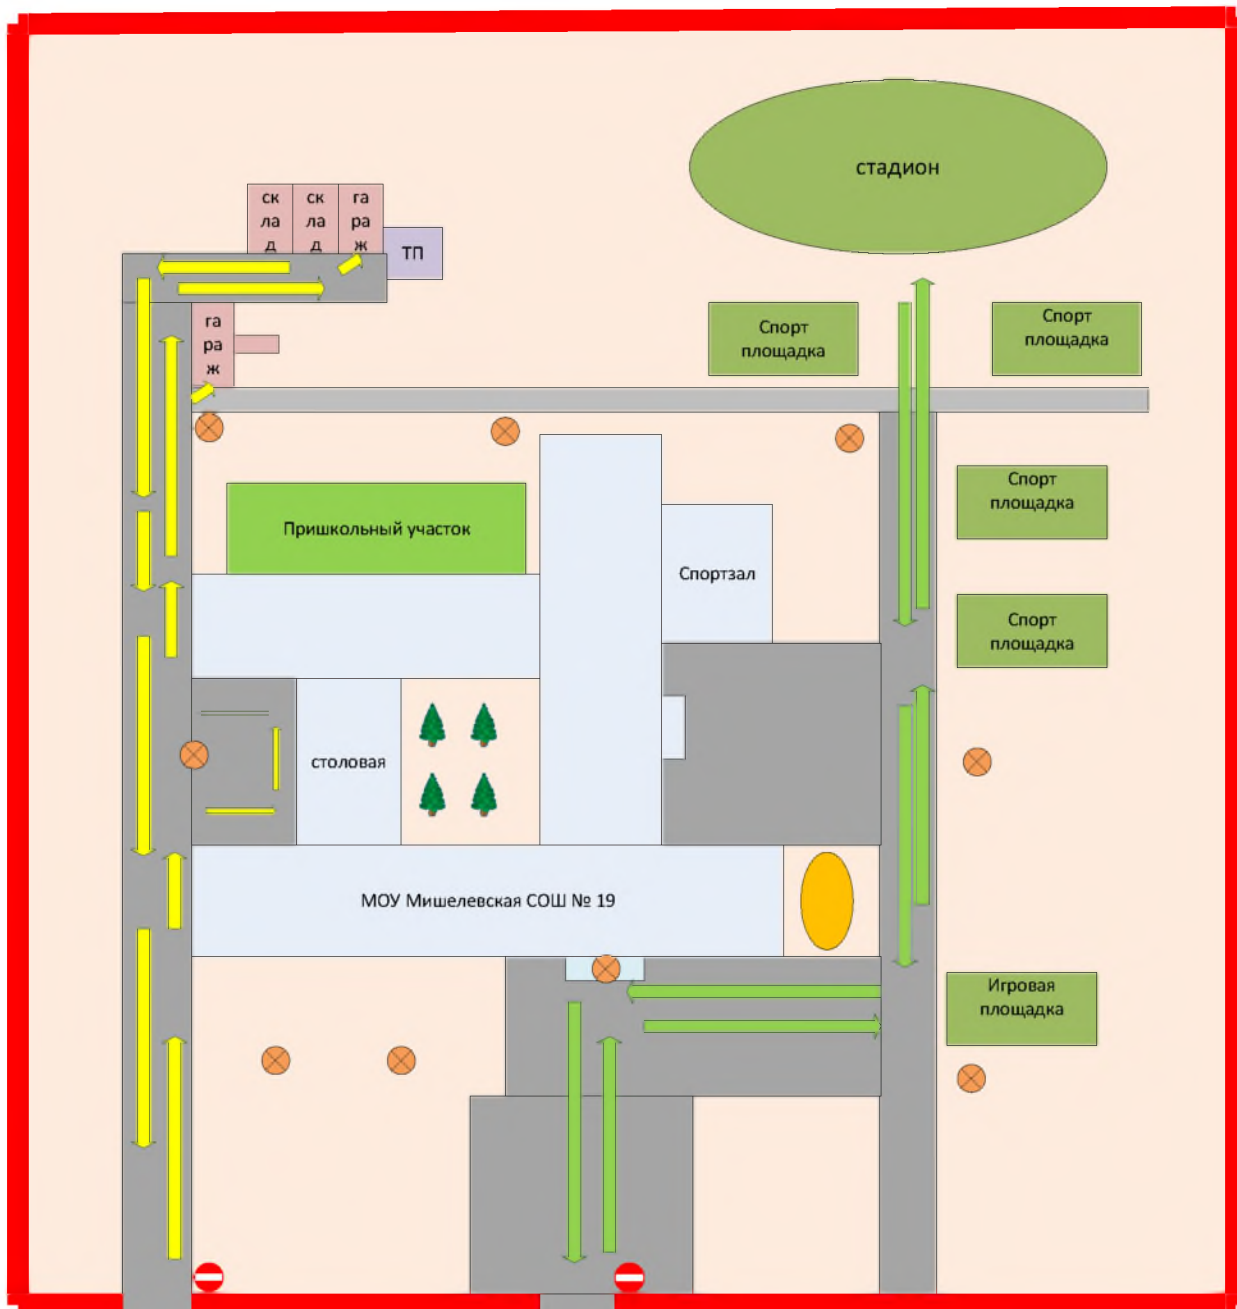 стадион
ск
ла
д
ск
ла
д
га
ра
ж
ТП
га
ра
ж
Спорт
площадка
Спорт
площадка
Спорт
площадка
Пришкольный участок
Спортзал
Спорт
площадка
столовая
МОУ Мишелевская СОШ № 19
Игровая
площадка